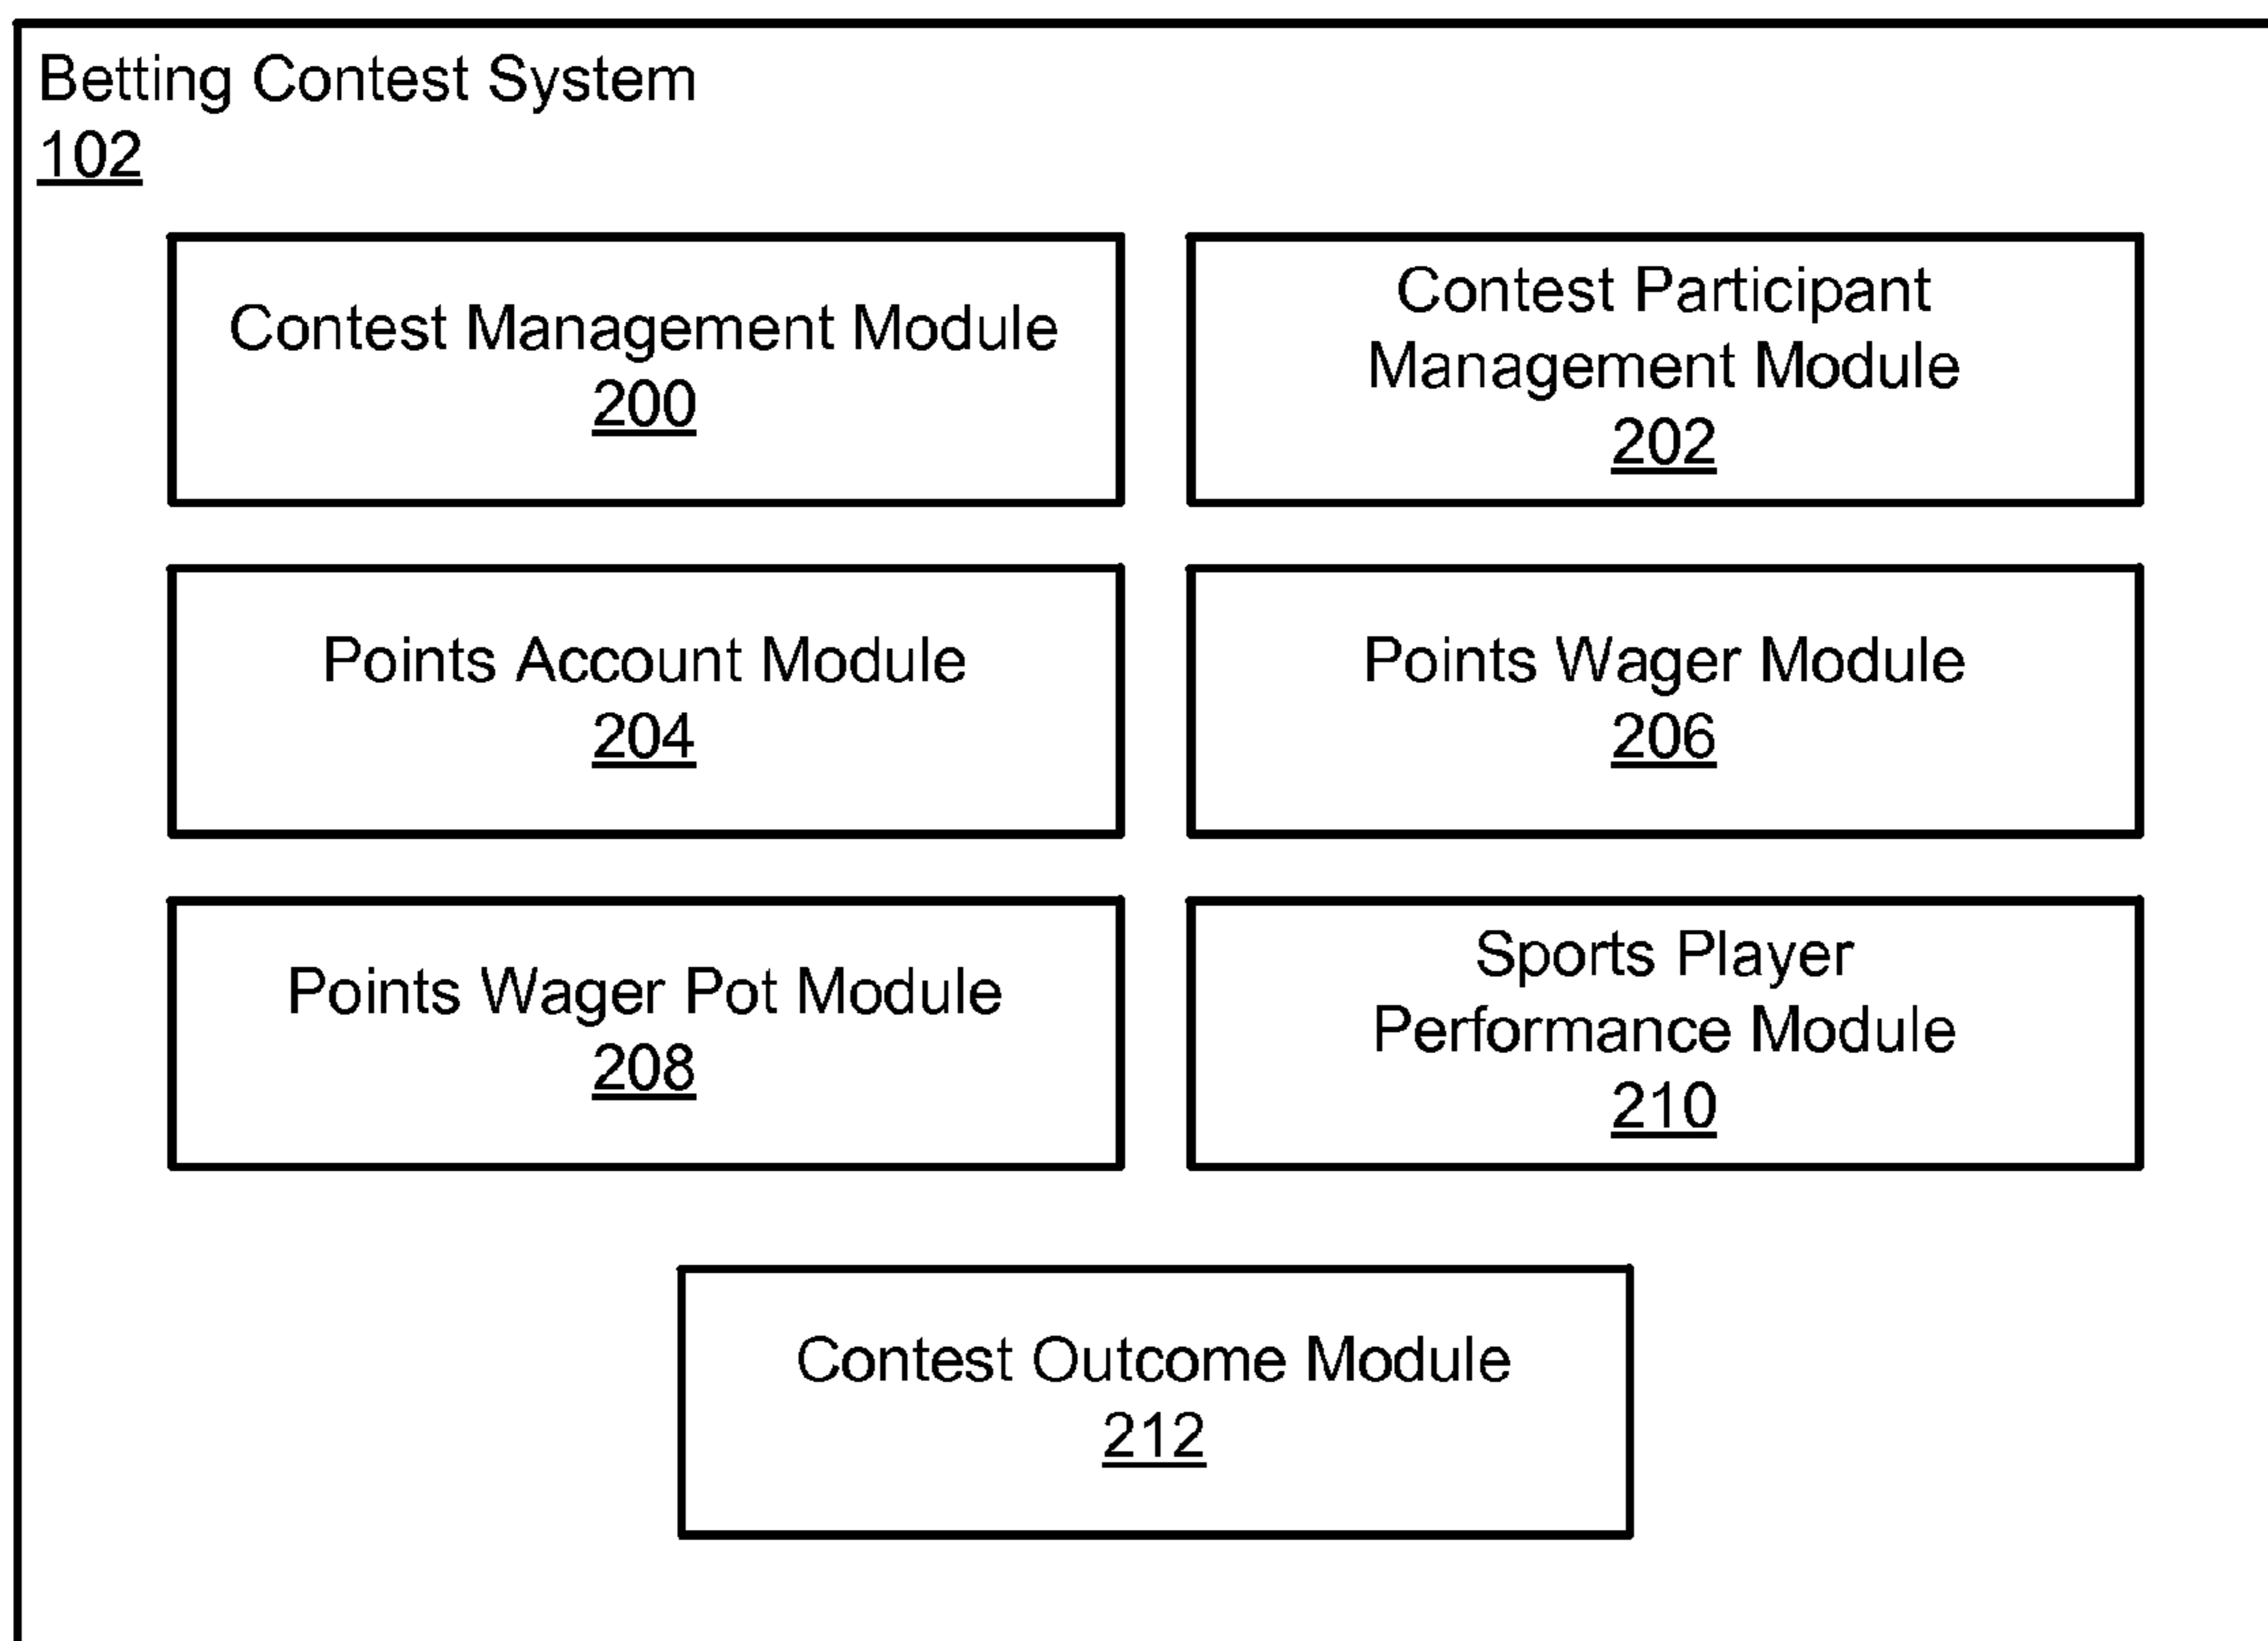 Betting Contest System
102
Contest Management Module
200
Contest Participant
Management Module
202
Points Account Module
204
Points Wager Module
206
Points Wager Pot Module
208
Sports Player
Performance Module
210
Contest Outcome Module
212